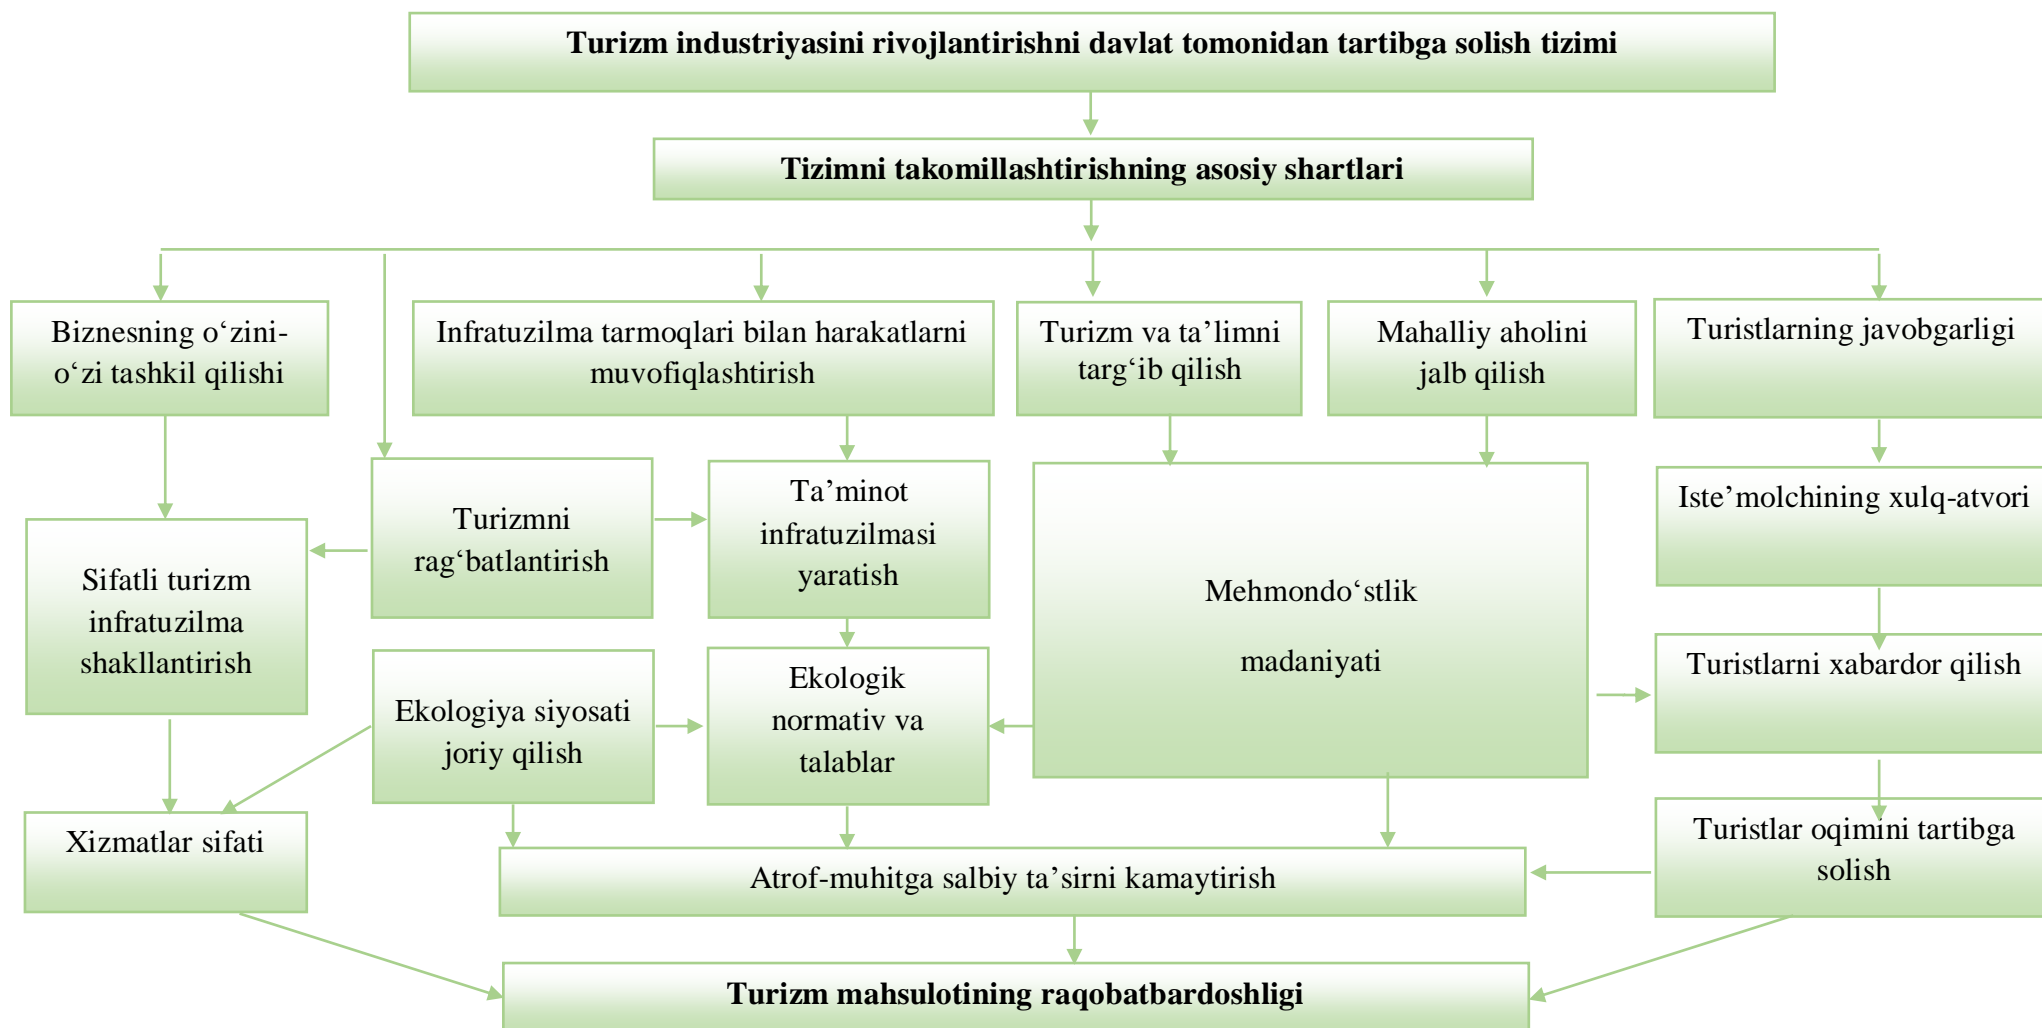 Turizm industriyasini rivojlantirishni davlat tomonidan tartibga solish tizimi
Tizimni takomillashtirishning asosiy shartlari
Biznesning o‘zini-
o‘zi tashkil qilishi
Infratuzilma tarmoqlari bilan harakatlarni
muvofiqlashtirish
Turizm va ta’limni
targ‘ib qilish
Mahalliy aholini
jalb qilish
Turistlarning javobgarligi
Turizmni
rag‘batlantirish
Ta’minot
infratuzilmasi
yaratish
Iste’molchining xulq-atvori
Sifatli turizm
infratuzilma
shakllantirish
Mehmondo‘stlik
madaniyati
Ekologiya siyosati
joriy qilish
Ekologik
normativ va
talablar
Turistlarni xabardor qilish
Xizmatlar sifati
Atrof-muhitga salbiy ta’sirni kamaytirish
Turistlar oqimini tartibga
solish
Turizm mahsulotining raqobatbardoshligi